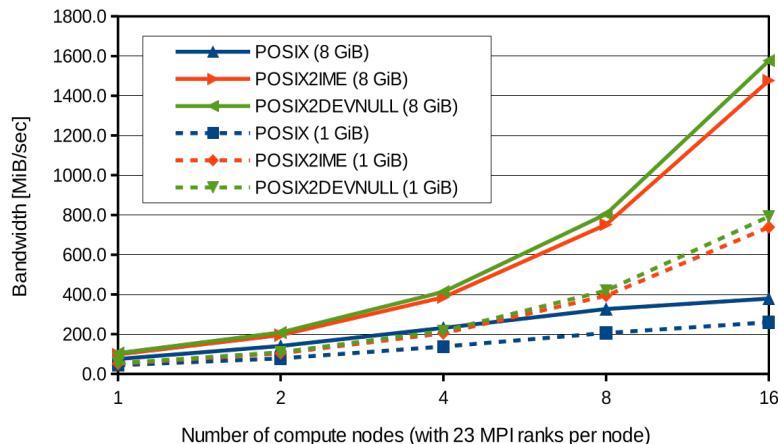 1800.0
1600.0
1400.0
1200.0
1000.0
800.0
600.0
400.0
200.0
0.0
Bandwidth [MiB/sec]
POSIX (8 GiB)
POSIX2IME (8 GiB)
POSIX2DEVNULL (8 GiB)
POSIX (1 GiB)
POSIX2IME (1 GiB)
POSIX2DEVNULL (1 GiB)
1 2 4 8 16
Number of compute nodes (with 23 MPI ranks per node)